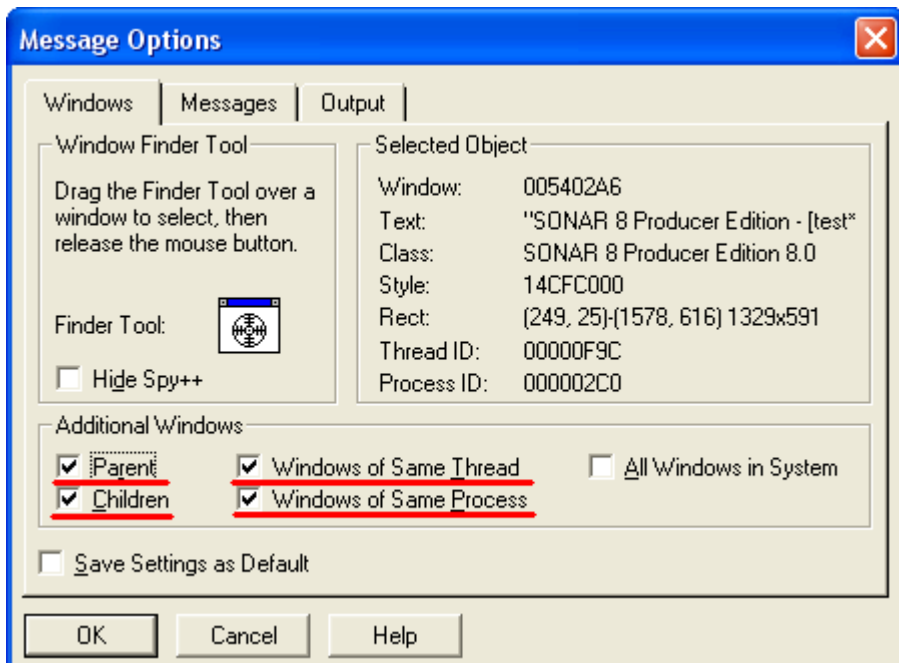 Message Options
Windows Messages Output
Window Finder Tool
Drag the Finder Tool over a
window to select, then
release the mouse button.
Finder Tool:
Hide Spy++
Selected Object
Window: 005402A6
Text: "SONAR 8 Producer Edition - [test*
Class: SONAR 8 Producer Edition 8.0
Style: 14CFC000
Rect: (249, 25)-(1578, 616) 1329x591
Thread ID: 00000F9C
Process ID: 000002C0
Additional Windows
Parent Windows of Same Thread All Windows in System
Children Windows of Same Process
Save Settings as Default
OK Cancel Help